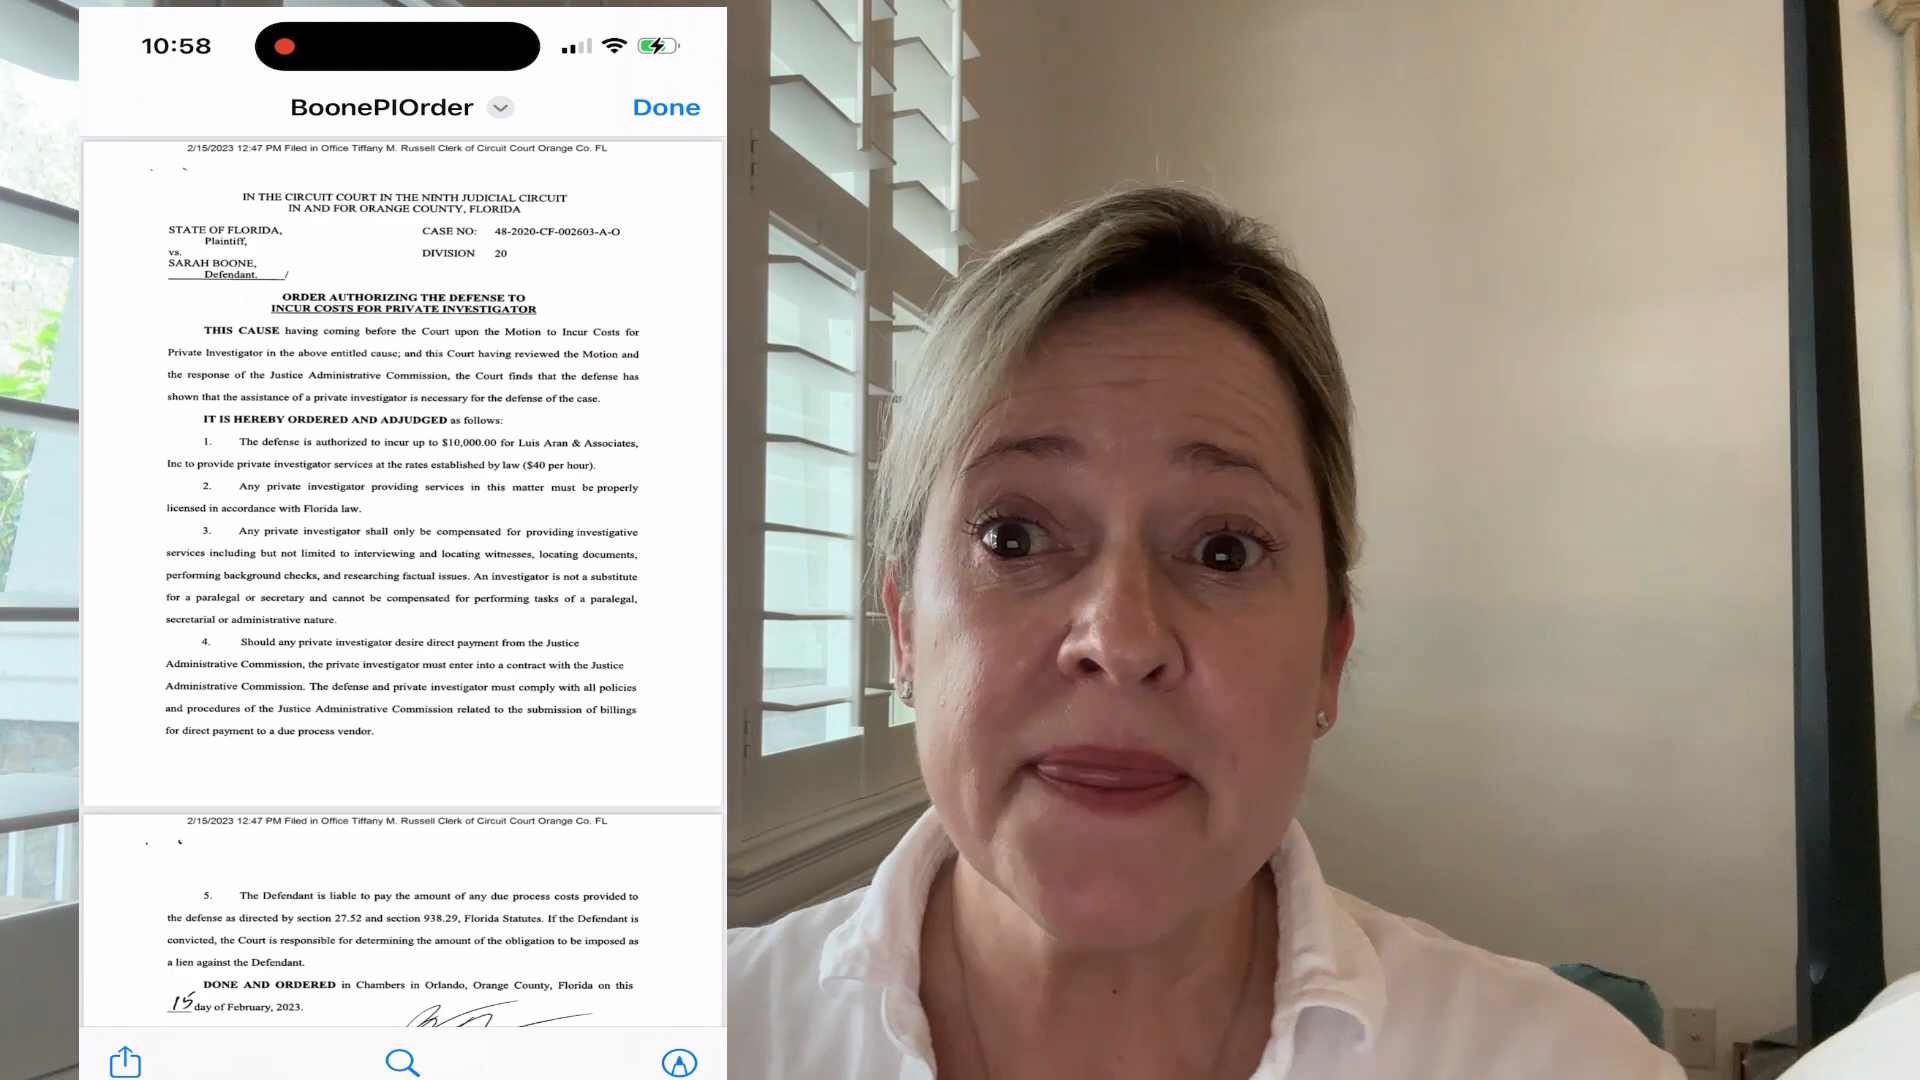 10:58
BoonePIOrder
Done
2/15/2023 12:47 PM Filed in Office Tiffany M. Russell Clerk of Circuit Court Orange Co. FL
IN THE CIRCUIT COURT IN THE NINTH JUDICIAL CIRCUIT
IN AND FOR ORANGE COUNTY, FLORIDA
STATE OF FLORIDA,
Plaintiff,
vs.
SARAH BOONE,
Defendant. /
CASE NO: 48-2020-CF-002603-A-O
DIVISION 20
ORDER AUTHORIZING THE DEFENSE TO
INCUR COSTS FOR PRIVATE INVESTIGATOR
THIS CAUSE having coming before the Court upon the Motion to Incur Costs for
Private Investigator in the above entitled cause; and this Court having reviewed the Motion and
the response of the Justice Administrative Commission, the Court finds that the defense has
shown that the assistance of a private investigator is necessary for the defense of the case.
IT IS HEREBY ORDERED AND ADJUDGED as follows:
1. The defense is authorized to incur up to $10,000.00 for Luis Aran & Associates,
Inc to provide private investigator services at the rates established by law ($40 per hour).
2. Any private investigator providing services in this matter must be properly
licensed in accordance with Florida law.
3. Any private investigator shall only be compensated for providing investigative
services including but not limited to interviewing and locating witnesses, locating documents,
performing background checks, and researching factual issues. An investigator is not a substitute
for a paralegal or secretary and cannot be compensated for performing tasks of a paralegal,
secretarial or administrative nature.
4. Should any private investigator desire direct payment from the Justice
Administrative Commission, the private investigator must enter into a contract with the Justice
Administrative Commission. The defense and private investigator must comply with all policies
and procedures of the Justice Administrative Commission related to the submission of billings
for direct payment to a due process vendor.
2/15/2023 12:47 PM Filed in Office Tiffany M. Russell Clerk of Circuit Court Orange Co. FL
5. The Defendant is liable to pay the amount of any due process costs provided to
the defense as directed by section 27.52 and section 938.29, Florida Statutes. If the Defendant is
convicted, the Court is responsible for determining the amount of the obligation to be imposed as
a lien against the Defendant.
DONE AND ORDERED in Chambers in Orlando, Orange County, Florida on this
15 day of February, 2023.